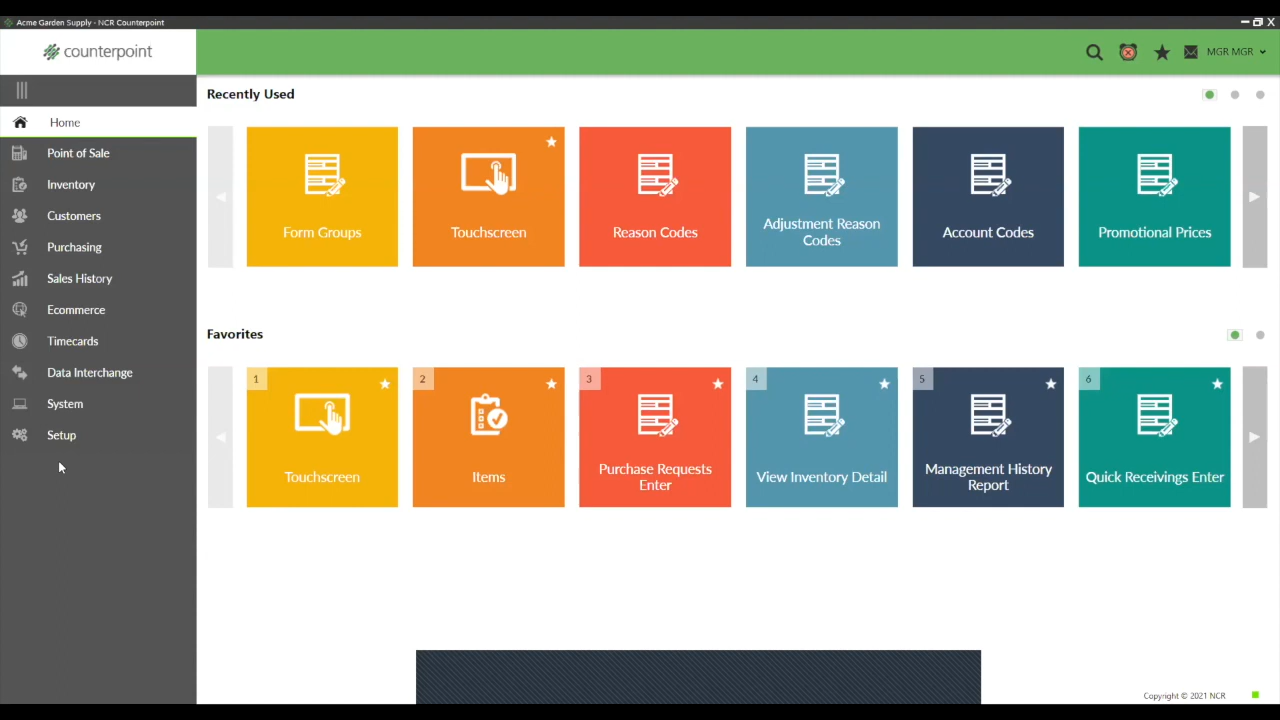 Acme Garden Supply - NCR Counterpoint
counterpoint
MGR MGR
Home
Point of Sale
Inventory
Customers
Purchasing
Sales History
Ecommerce
Timecards
Data Interchange
System
Setup
Recently Used
Form Groups
Touchscreen
Reason Codes
Adjustment Reason
Codes
Account Codes
Promotional Prices
Favorites
1
Touchscreen
2
Items
3
Purchase Requests
Enter
4
View Inventory Detail
5
Management History
Report
6
Quick Receivings Enter
Copyright © 2021 NCR